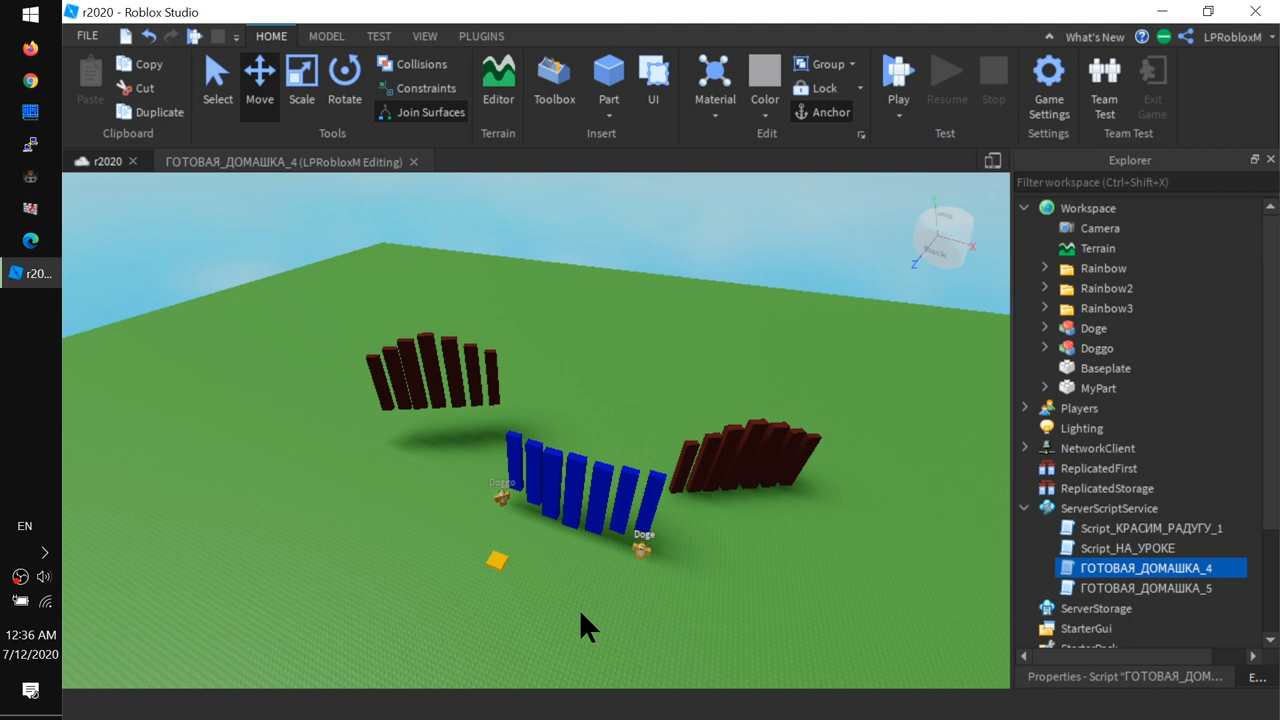 r2020 - Roblox Studio
FILE
HOME
MODEL
TEST
VIEW
PLUGINS
What's New
LPRobloxM
Paste
Copy
Cut
Duplicate
Clipboard
Select
Move
Scale
Rotate
Collisions
Constraints
Join Surfaces
Tools
Editor
Terrain
Toolbox
Part
UI
Insert
Material
Color
Group
Lock
Anchor
Edit
Play
Resume
Stop
Test
Game Settings
Settings
Team Test
Exit Game
Team Test
r2020
ГОТОВАЯ_ДОМАШКА_4 (LPRobloxM Editing)
Explorer
Filter workspace (Ctrl+Shift+X)
Workspace
Camera
Terrain
Rainbow
Rainbow2
Rainbow3
Doge
Doggo
Baseplate
MyPart
Players
Lighting
NetworkClient
ReplicatedFirst
ReplicatedStorage
ServerScriptService
Script_КРАСИМ_РАДУГУ_1
Script_НА_УРОКЕ
ГОТОВАЯ_ДОМАШКА_4
ГОТОВАЯ_ДОМАШКА_5
ServerStorage
StarterGui
Properties - Script "ГОТОВАЯ_ДОМ...
E...
Doggo
Doge
X
Z
r20...
EN
12:36 AM
7/12/2020